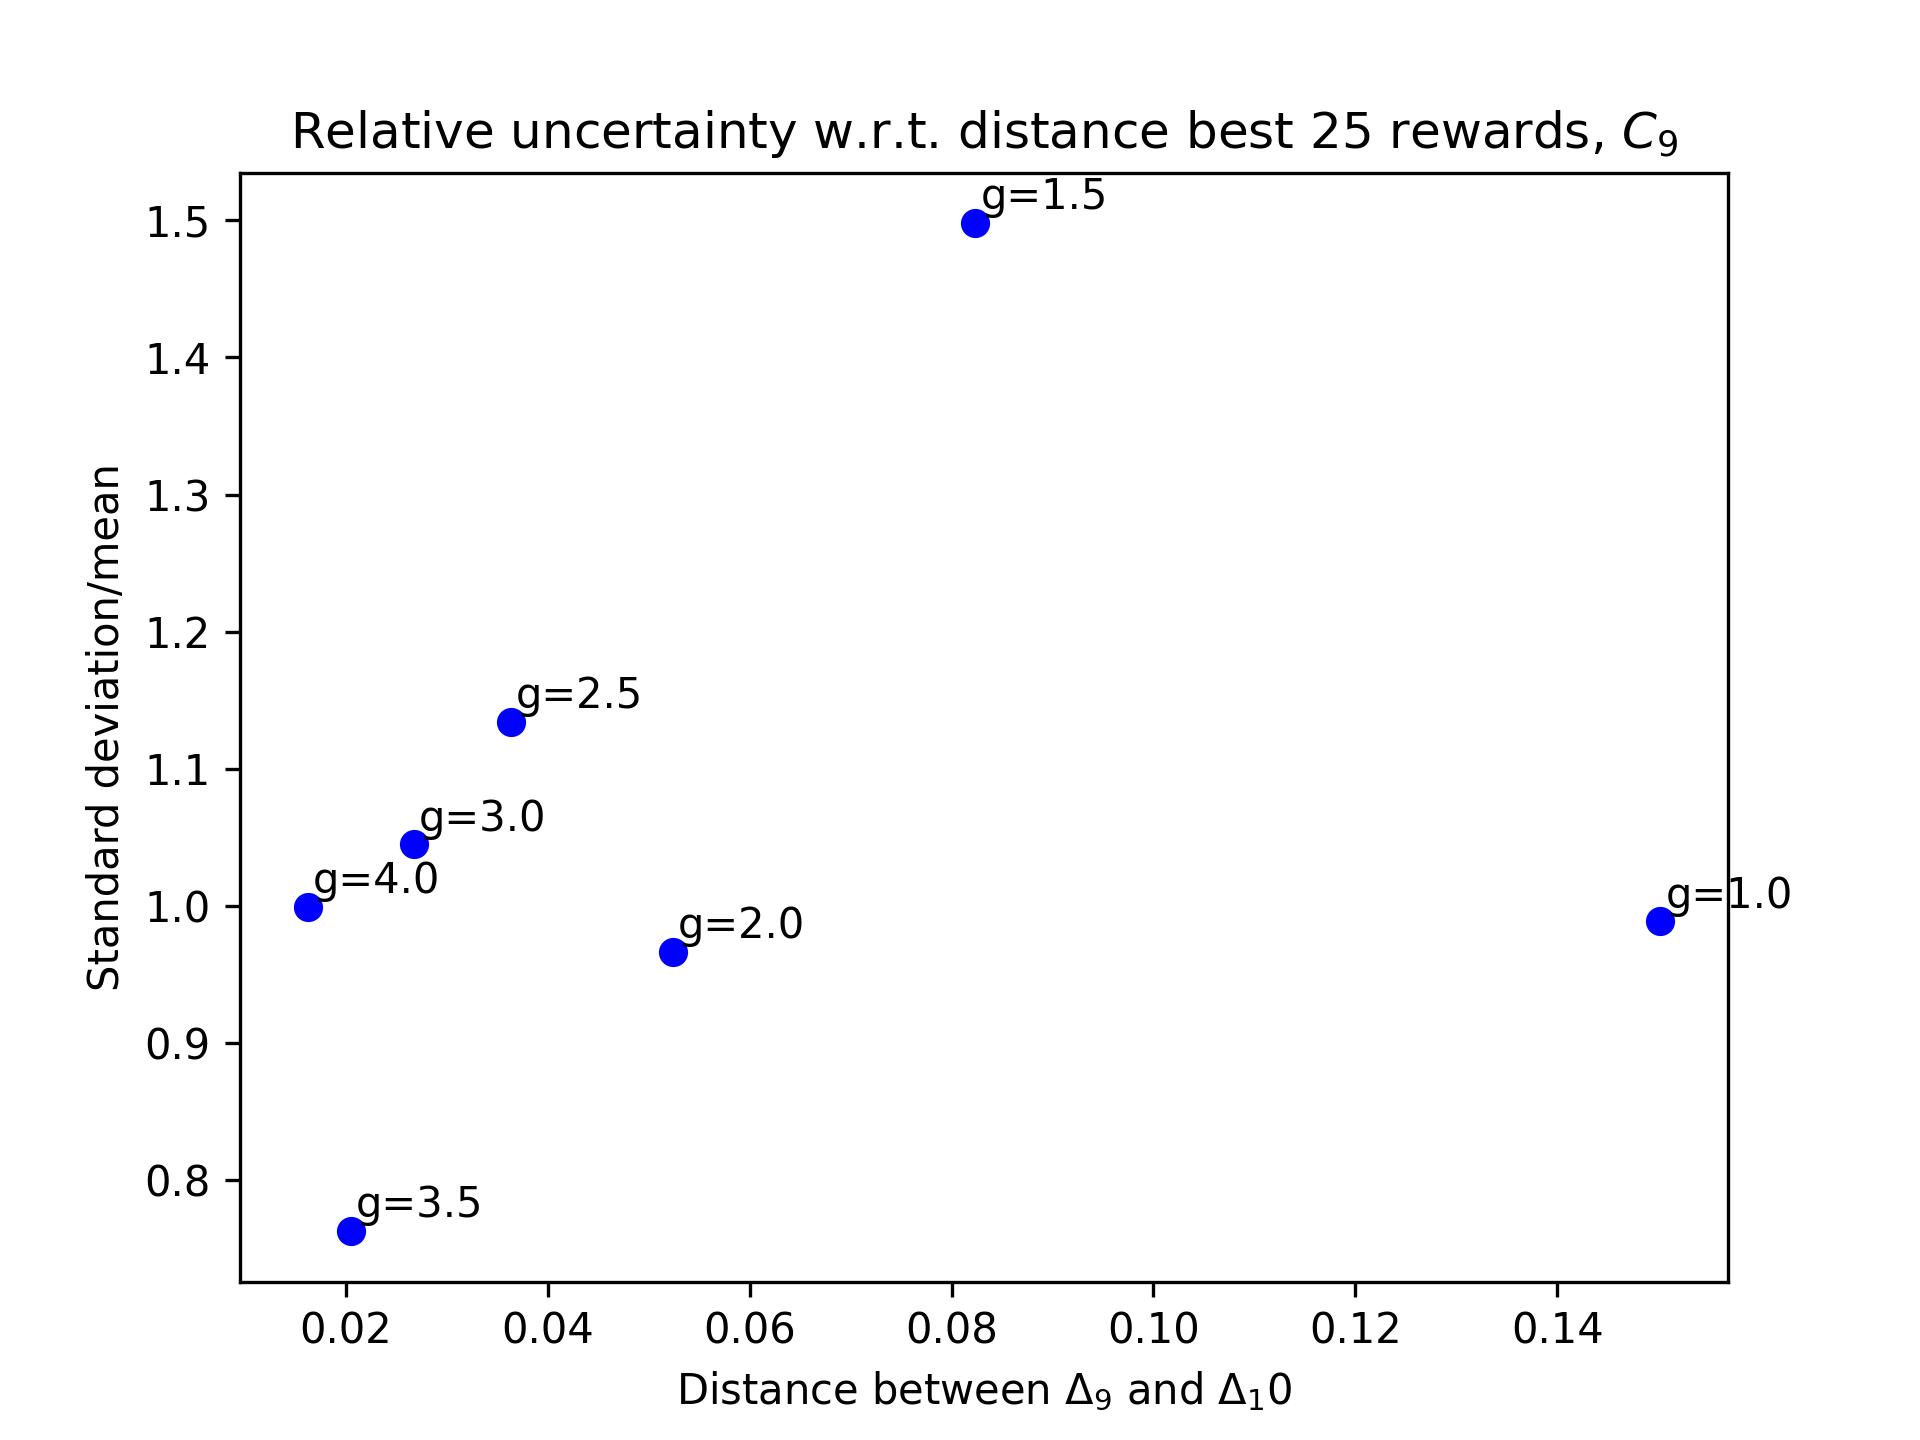 Relative uncertainty w.r.t. distance best 25 rewards, C₉
g=1.5
1.5
1.4
1.3
1.2
1.1
1.0
0.9
0.8
Standard deviation/mean
g=2.5
g=3.0
g=4.0
g=2.0
g=1.0
g=3.5
0.02 0.04 0.06 0.08 0.10 0.12 0.14
Distance between Δ₉ and Δ₁0